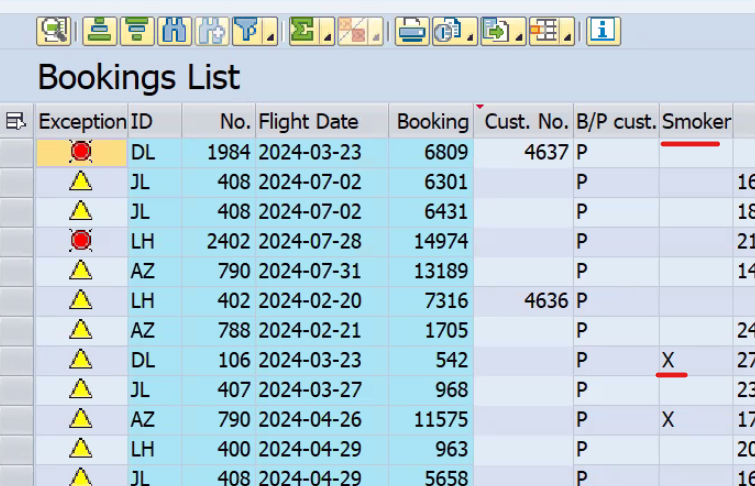 Bookings List
Exception ID No. Flight Date Booking Cust. No. B/P cust. Smoker
DL 1984 2024-03-23 6809 4637 P
JL 408 2024-07-02 6301 P 16
JL 408 2024-07-02 6431 P 18
LH 2402 2024-07-28 14974 P 21
AZ 790 2024-07-31 13189 P 14
LH 402 2024-02-20 7316 4636 P
AZ 788 2024-02-21 1705 P 24
DL 106 2024-03-23 542 P X 27
JL 407 2024-03-27 968 P 23
AZ 790 2024-04-26 11575 P X 17
LH 400 2024-04-29 963 P 20
JL 408 2024-04-29 5658 P 16